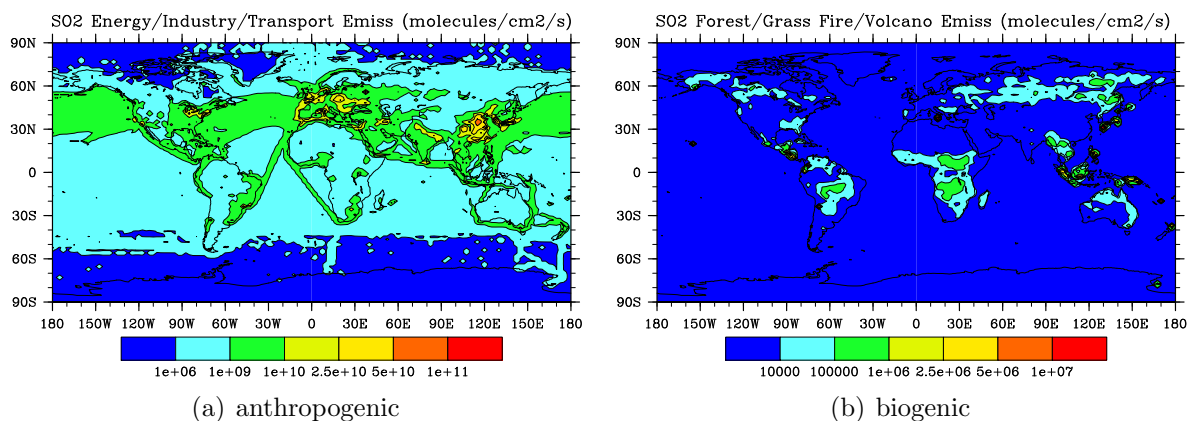 SO2 Energy/Industry/Transport Emiss (molecules/cm2/s)
90N
60N
30N
0
30S
60S
90S
180 150W 120W 90W 60W 30W 0 30E 60E 90E 120E 150E 180
1e+06 1e+09 1e+10 2.5e+10 5e+10 1e+11
(a) anthropogenic
SO2 Forest/Grass Fire/Volcano Emiss (molecules/cm2/s)
90N
60N
30N
0
30S
60S
90S
180 150W 120W 90W 60W 30W 0 30E 60E 90E 120E 150E 180
10000 100000 1e+06 2.5e+06 5e+06 1e+07
(b) biogenic